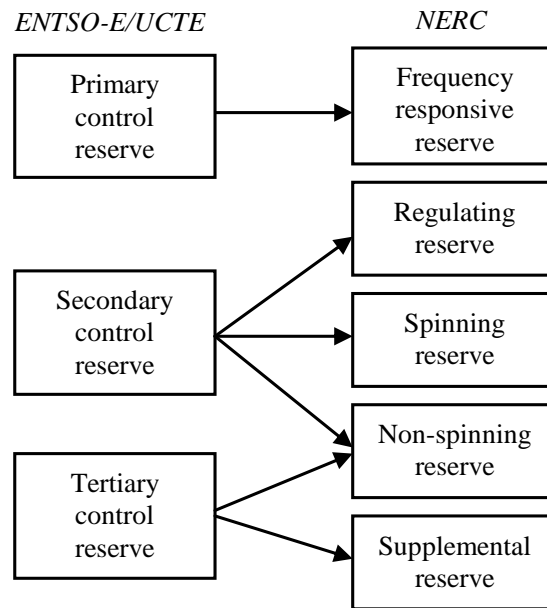 ENTSO-E/UCTE
NERC
Primary
control
reserve
Frequency
responsive
reserve
Regulating
reserve
Secondary
control
reserve
Spinning
reserve
Non-spinning
reserve
Tertiary
control
reserve
Supplemental
reserve